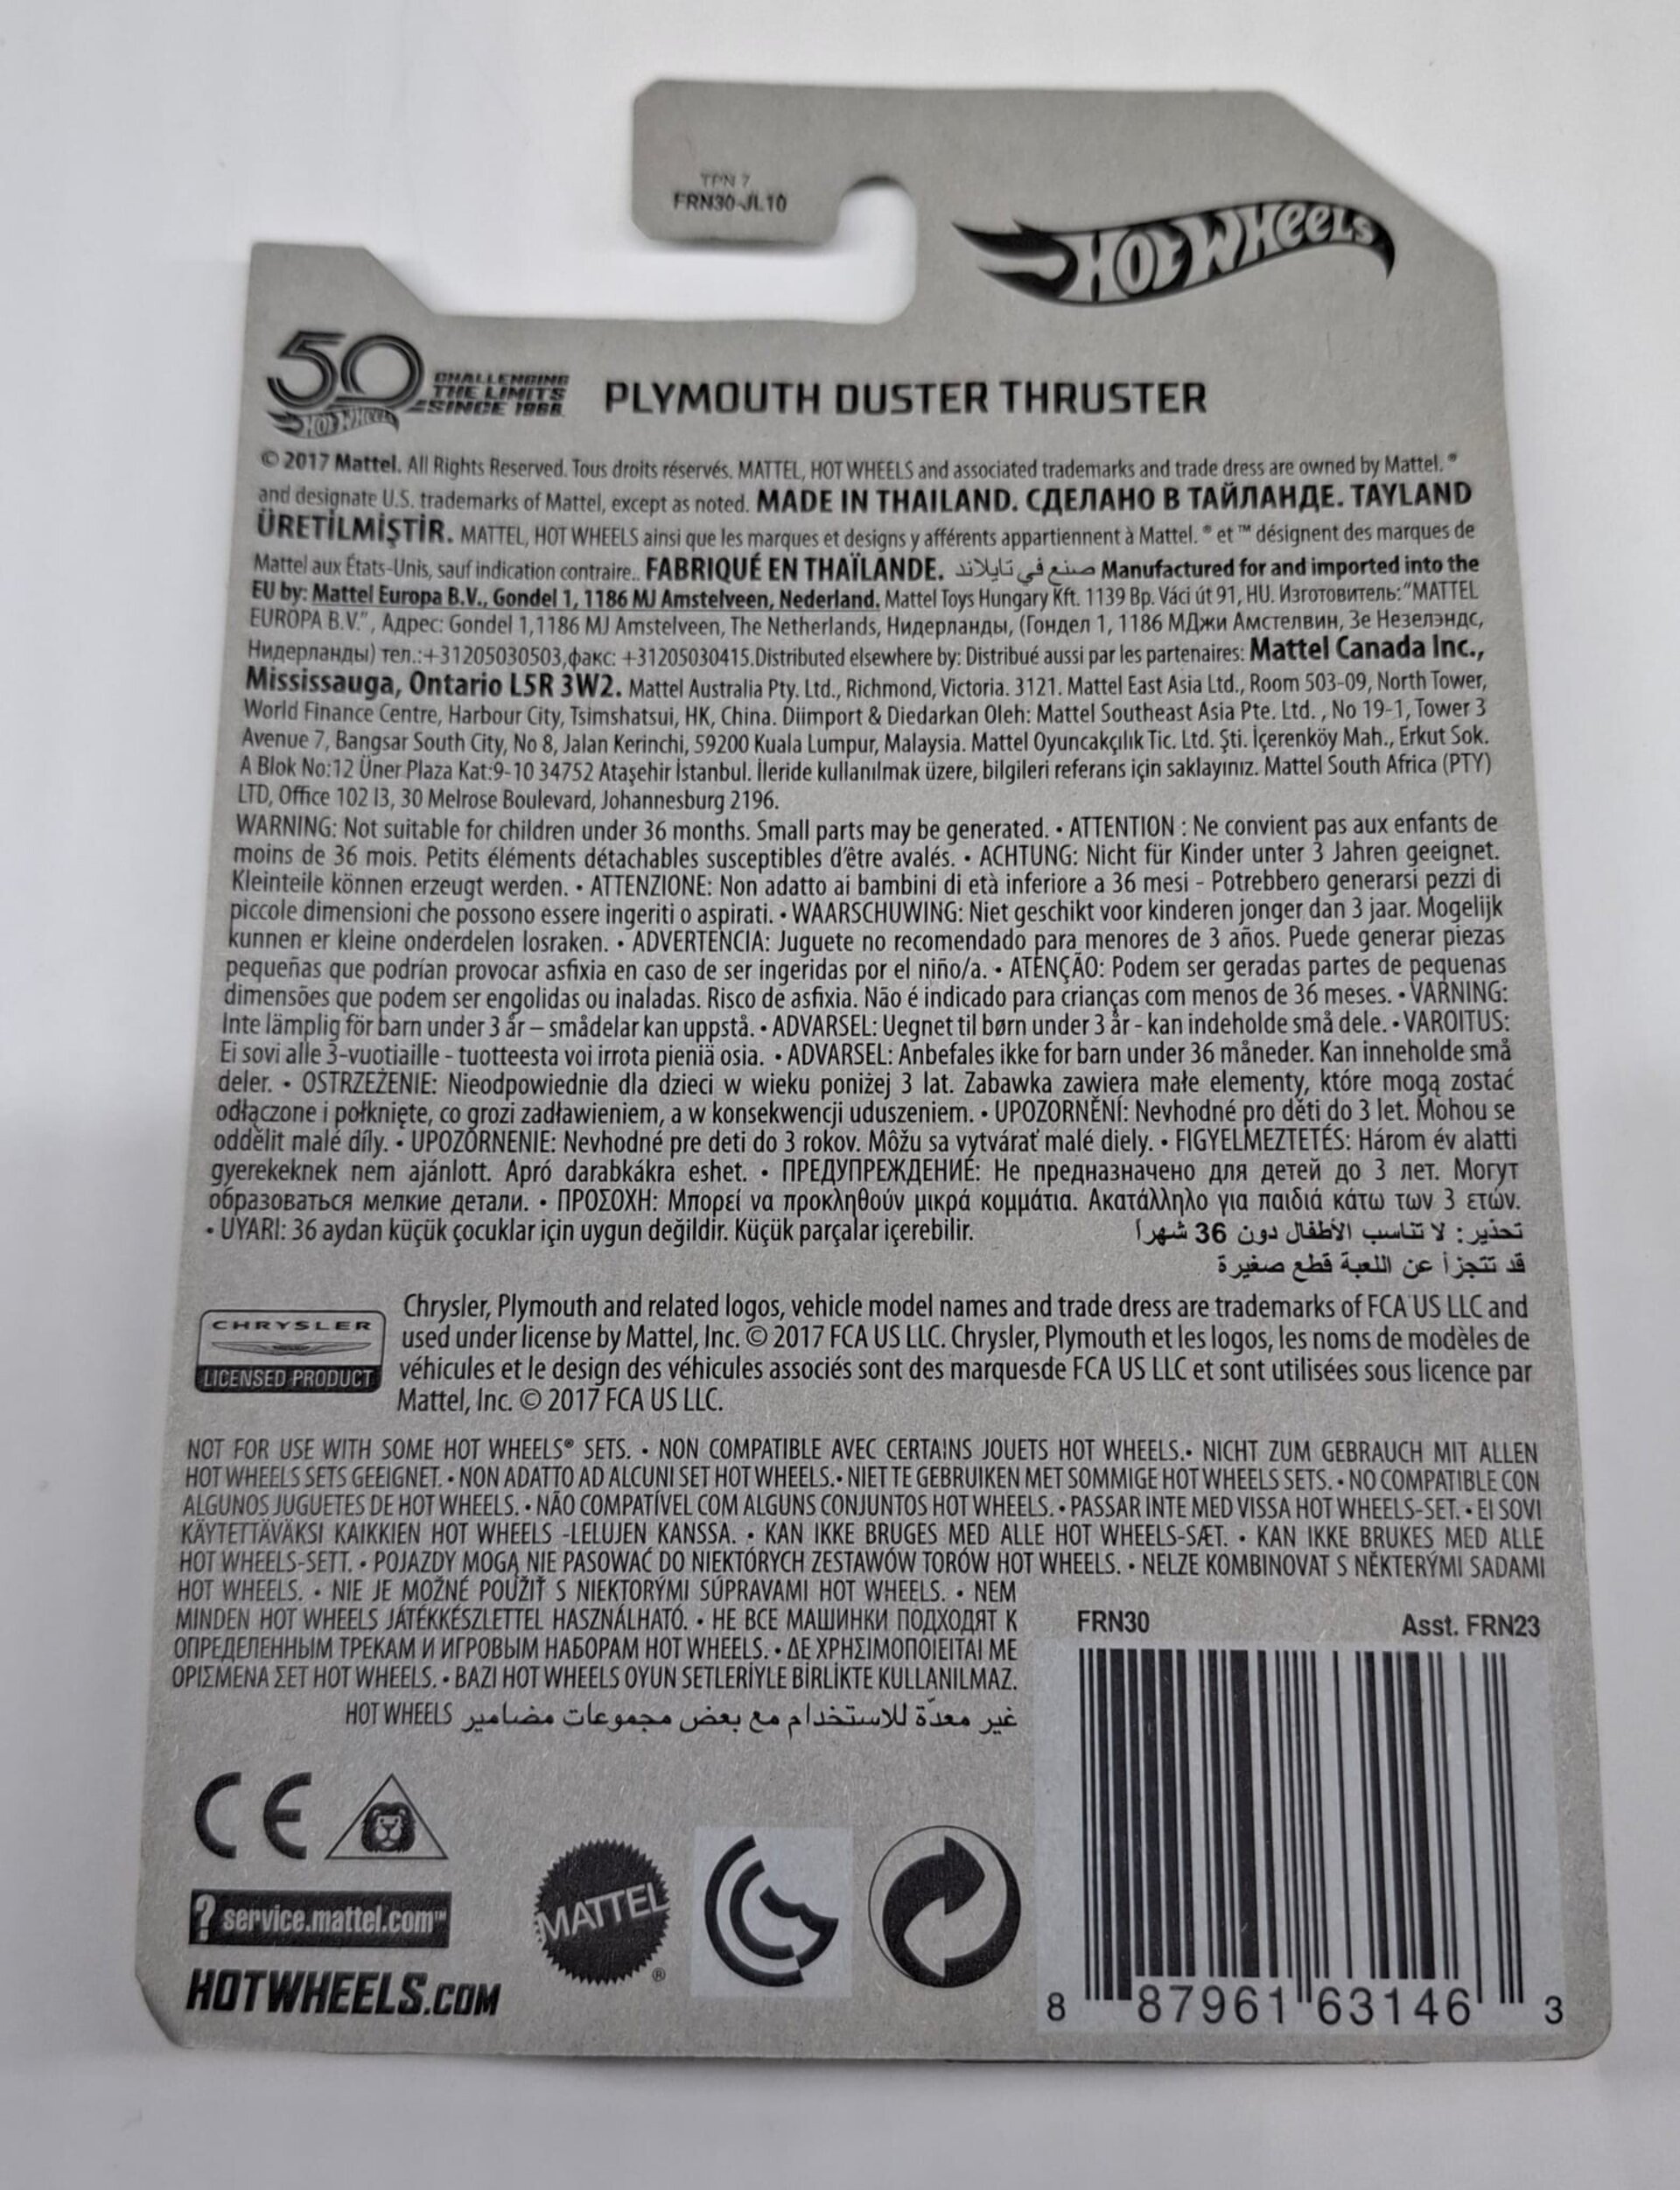 TPN 7
FRN30-JL10
HOT WHEELS
50 CHALLENGING
THE LIMITS
SINCE 1968
HOT WHEELS
PLYMOUTH DUSTER THRUSTER
© 2017 Mattel. All Rights Reserved. Tous droits réservés. MATTEL, HOT WHEELS and associated trademarks and trade dress are owned by Mattel. ®
and designate U.S. trademarks of Mattel, except as noted. MADE IN THAILAND. СДЕЛАНО В ТАЙЛАНДЕ. TAYLAND
ÜRETİLMİŞTİR. MATTEL, HOT WHEELS ainsi que les marques et designs y afférents appartiennent à Mattel. ® et ™ désignent des marques de
Mattel aux États-Unis, sauf indication contraire.. FABRIQUÉ EN THAÏLANDE. صنع في تايلاند Manufactured for and imported into the
EU by: Mattel Europa B.V., Gondel 1, 1186 MJ Amstelveen, Nederland. Mattel Toys Hungary Kft. 1139 Bp. Váci út 91, HU. Изготовитель:"MATTEL
EUROPA B.V.", Адрес: Gondel 1,1186 MJ Amstelveen, The Netherlands, Нидерланды, (Гондел 1, 1186 МДжи Амстелвин, Зе Незелэндс,
Нидерланды) тел.:+31205030503,факс: +31205030415.Distributed elsewhere by: Distribué aussi par les partenaires: Mattel Canada Inc.,
Mississauga, Ontario L5R 3W2. Mattel Australia Pty. Ltd., Richmond, Victoria. 3121. Mattel East Asia Ltd., Room 503-09, North Tower,
World Finance Centre, Harbour City, Tsimshatsui, HK, China. Diimport & Diedarkan Oleh: Mattel Southeast Asia Pte. Ltd. , No 19-1, Tower 3
Avenue 7, Bangsar South City, No 8, Jalan Kerinchi, 59200 Kuala Lumpur, Malaysia. Mattel Oyuncakçılık Tic. Ltd. Şti. İçerenköy Mah., Erkut Sok.
A Blok No:12 Üner Plaza Kat:9-10 34752 Ataşehir İstanbul. İleride kullanılmak üzere, bilgileri referans için saklayınız. Mattel South Africa (PTY)
LTD, Office 102 I3, 30 Melrose Boulevard, Johannesburg 2196.
WARNING: Not suitable for children under 36 months. Small parts may be generated. • ATTENTION : Ne convient pas aux enfants de
moins de 36 mois. Petits éléments détachables susceptibles d'être avalés. • ACHTUNG: Nicht für Kinder unter 3 Jahren geeignet.
Kleinteile können erzeugt werden. • ATTENZIONE: Non adatto ai bambini di età inferiore a 36 mesi - Potrebbero generarsi pezzi di
piccole dimensioni che possono essere ingeriti o aspirati. • WAARSCHUWING: Niet geschikt voor kinderen jonger dan 3 jaar. Mogelijk
kunnen er kleine onderdelen losraken. • ADVERTENCIA: Juguete no recomendado para menores de 3 años. Puede generar piezas
pequeñas que podrían provocar asfixia en caso de ser ingeridas por el niño/a. • ATENÇÃO: Podem ser geradas partes de pequenas
dimensões que podem ser engolidas ou inaladas. Risco de asfixia. Não é indicado para crianças com menos de 36 meses. • VARNING:
Inte lämplig för barn under 3 år – smådelar kan uppstå. • ADVARSEL: Uegnet til børn under 3 år - kan indeholde små dele. • VAROITUS:
Ei sovi alle 3-vuotiaille - tuotteesta voi irrota pieniä osia. • ADVARSEL: Anbefales ikke for barn under 36 måneder. Kan inneholde små
deler. • OSTRZEŻENIE: Nieodpowiednie dla dzieci w wieku poniżej 3 lat. Zabawka zawiera małe elementy, które mogą zostać
odłączone i połknięte, co grozi zadławieniem, a w konsekwencji uduszeniem. • UPOZORNĚNÍ: Nevhodné pro děti do 3 let. Mohou se
oddělit malé díly. • UPOZORNENIE: Nevhodné pre deti do 3 rokov. Môžu sa vytvárať malé diely. • FIGYELMEZTETÉS: Három év alatti
gyerekeknek nem ajánlott. Apró darabkákra eshet. • ПРЕДУПРЕЖДЕНИЕ: Не предназначено для детей до 3 лет. Могут
образоваться мелкие детали. • ΠΡΟΣΟΧΗ: Μπορεί να προκληθούν μικρά κομμάτια. Ακατάλληλο για παιδιά κάτω των 3 ετών.
• UYARI: 36 aydan küçük çocuklar için uygun değildir. Küçük parçalar içerebilir. تحذير: لا تناسب الأطفال دون 36 شهراً
قد تتجزأ عن اللعبة قطع صغيرة
CHRYSLER
LICENSED PRODUCT
Chrysler, Plymouth and related logos, vehicle model names and trade dress are trademarks of FCA US LLC and
used under license by Mattel, Inc. © 2017 FCA US LLC. Chrysler, Plymouth et les logos, les noms de modèles de
véhicules et le design des véhicules associés sont des marquesde FCA US LLC et sont utilisées sous licence par
Mattel, Inc. © 2017 FCA US LLC.
NOT FOR USE WITH SOME HOT WHEELS® SETS. • NON COMPATIBLE AVEC CERTAINS JOUETS HOT WHEELS.• NICHT ZUM GEBRAUCH MIT ALLEN
HOT WHEELS SETS GEEIGNET. • NON ADATTO AD ALCUNI SET HOT WHEELS.• NIET TE GEBRUIKEN MET SOMMIGE HOT WHEELS SETS. • NO COMPATIBLE CON
ALGUNOS JUGUETES DE HOT WHEELS. • NÃO COMPATÍVEL COM ALGUNS CONJUNTOS HOT WHEELS. • PASSAR INTE MED VISSA HOT WHEELS-SET. • EI SOVI
KÄYTETTÄVÄKSI KAIKKIEN HOT WHEELS -LELUJEN KANSSA. • KAN IKKE BRUGES MED ALLE HOT WHEELS-SÆT. • KAN IKKE BRUKES MED ALLE
HOT WHEELS-SETT. • POJAZDY MOGĄ NIE PASOWAĆ DO NIEKTÓRYCH ZESTAWÓW TORÓW HOT WHEELS. • NELZE KOMBINOVAT S NĚKTERÝMI SADAMI
HOT WHEELS. • NIE JE MOŽNÉ POUŽIŤ S NIEKTORÝMI SÚPRAVAMI HOT WHEELS. • NEM
MINDEN HOT WHEELS JÁTÉKKÉSZLETTEL HASZNÁLHATÓ. • НЕ ВСЕ МАШИНКИ ПОДХОДЯТ К
ОПРЕДЕЛЕННЫМ ТРЕКАМ И ИГРОВЫМ НАБОРАМ HOT WHEELS. • ΔΕ ΧΡΗΣΙΜΟΠΟΙΕΙΤΑΙ ΜΕ
ΟΡΙΣΜΕΝΑ ΣΕΤ HOT WHEELS. • BAZI HOT WHEELS OYUN SETLERİYLE BİRLİKTE KULLANILMAZ.
غير معدّة للاستخدام مع بعض مجموعات مضامير HOT WHEELS
FRN30
Asst. FRN23
CE
? service.mattel.com™
HOTWHEELS.COM
MATTEL ®
8 87961 63146 3